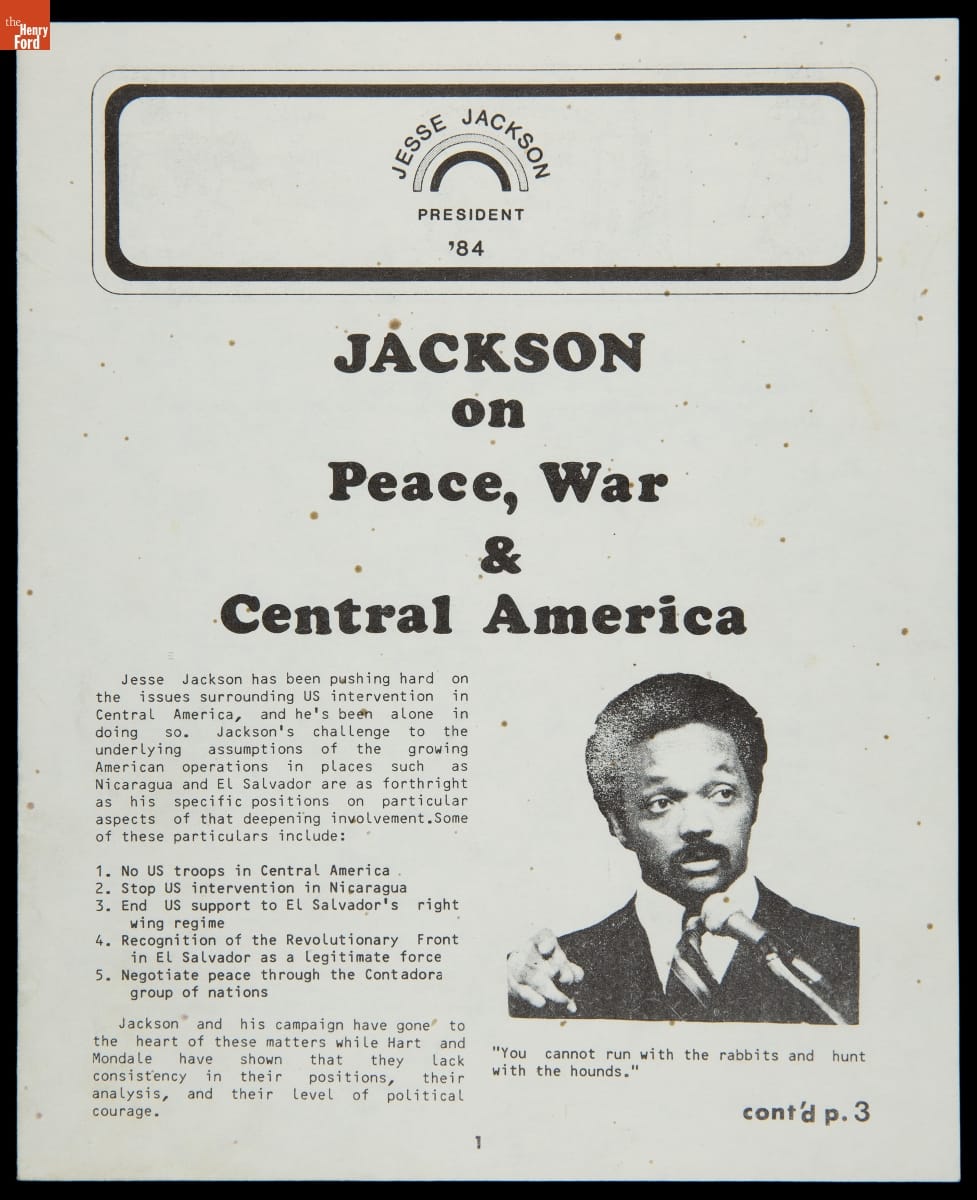 the
Henry
Ford
JESSE JACKSON
PRESIDENT
'84
JACKSON
on
Peace, War
&
Central America
Jesse Jackson has been pushing hard on
the issues surrounding US intervention in
Central America, and he's been alone in
doing so. Jackson's challenge to the
underlying assumptions of the growing
American operations in places such as
Nicaragua and El Salvador are as forthright
as his specific positions on particular
aspects of that deepening involvement.Some
of these particulars include:
1. No US troops in Central America
2. Stop US intervention in Nicaragua
3. End US support to El Salvador's right
wing regime
4. Recognition of the Revolutionary Front
in El Salvador as a legitimate force
5. Negotiate peace through the Contadora
group of nations
Jackson and his campaign have gone to
the heart of these matters while Hart and
Mondale have shown that they lack
consistency in their positions, their
analysis, and their level of political
courage.
"You cannot run with the rabbits and hunt
with the hounds."
cont'd p. 3
1